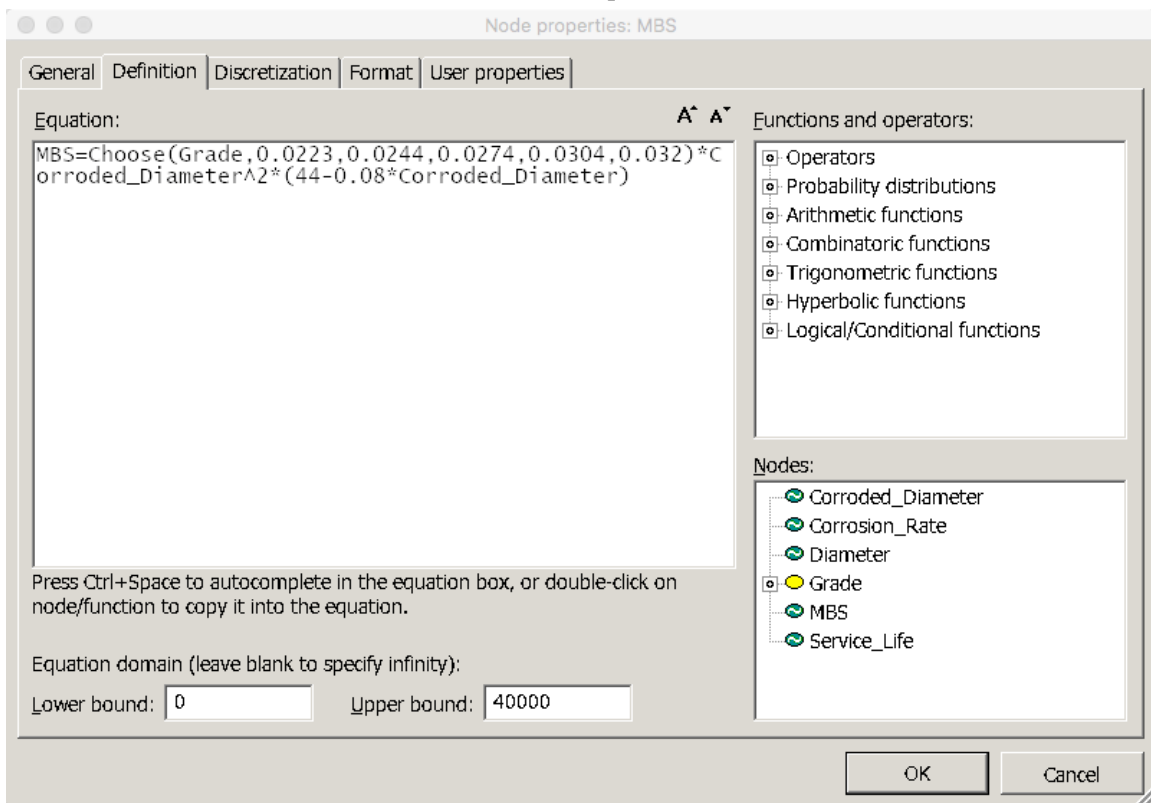 Node properties: MBS
General Definition Discretization Format User properties
Equation:
A A
MBS=Choose(Grade,0.0223,0.0244,0.0274,0.0304,0.032)*C
orroded_Diameter^2*(44-0.08*Corroded_Diameter)
Press Ctrl+Space to autocomplete in the equation box, or double-click on
node/function to copy it into the equation.
Equation domain (leave blank to specify infinity):
Lower bound: 0 Upper bound: 40000
Functions and operators:
Operators
Probability distributions
Arithmetic functions
Combinatoric functions
Trigonometric functions
Hyperbolic functions
Logical/Conditional functions
Nodes:
Corroded_Diameter
Corrosion_Rate
Diameter
Grade
MBS
Service_Life
OK Cancel